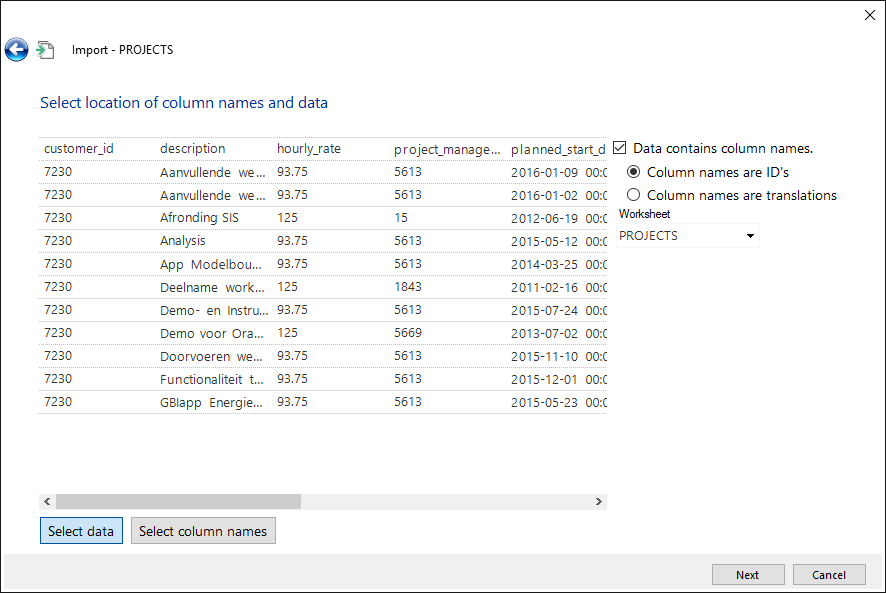 Import - PROJECTS
Select location of column names and data
customer_id description hourly_rate project_manage... planned_start_d
7230 Aanvullende we... 93.75 5613 2016-01-09 00:0
7230 Aanvullende we... 93.75 5613 2016-01-02 00:0
7230 Afronding SIS 125 15 2012-06-19 00:0
7230 Analysis 93.75 5613 2015-05-12 00:0
7230 App Modelbou... 93.75 5613 2014-03-25 00:0
7230 Deelname work... 125 1843 2011-02-16 00:0
7230 Demo- en Instru... 93.75 5613 2015-07-24 00:0
7230 Demo voor Ora... 125 5669 2013-07-02 00:0
7230 Doorvoeren we... 93.75 5613 2015-11-10 00:0
7230 Functionaliteit t... 93.75 5613 2015-12-01 00:0
7230 GBIapp Energie... 93.75 5613 2015-05-23 00:0
Data contains column names.
Column names are ID's
Column names are translations
Worksheet
PROJECTS
Select data Select column names
Next Cancel